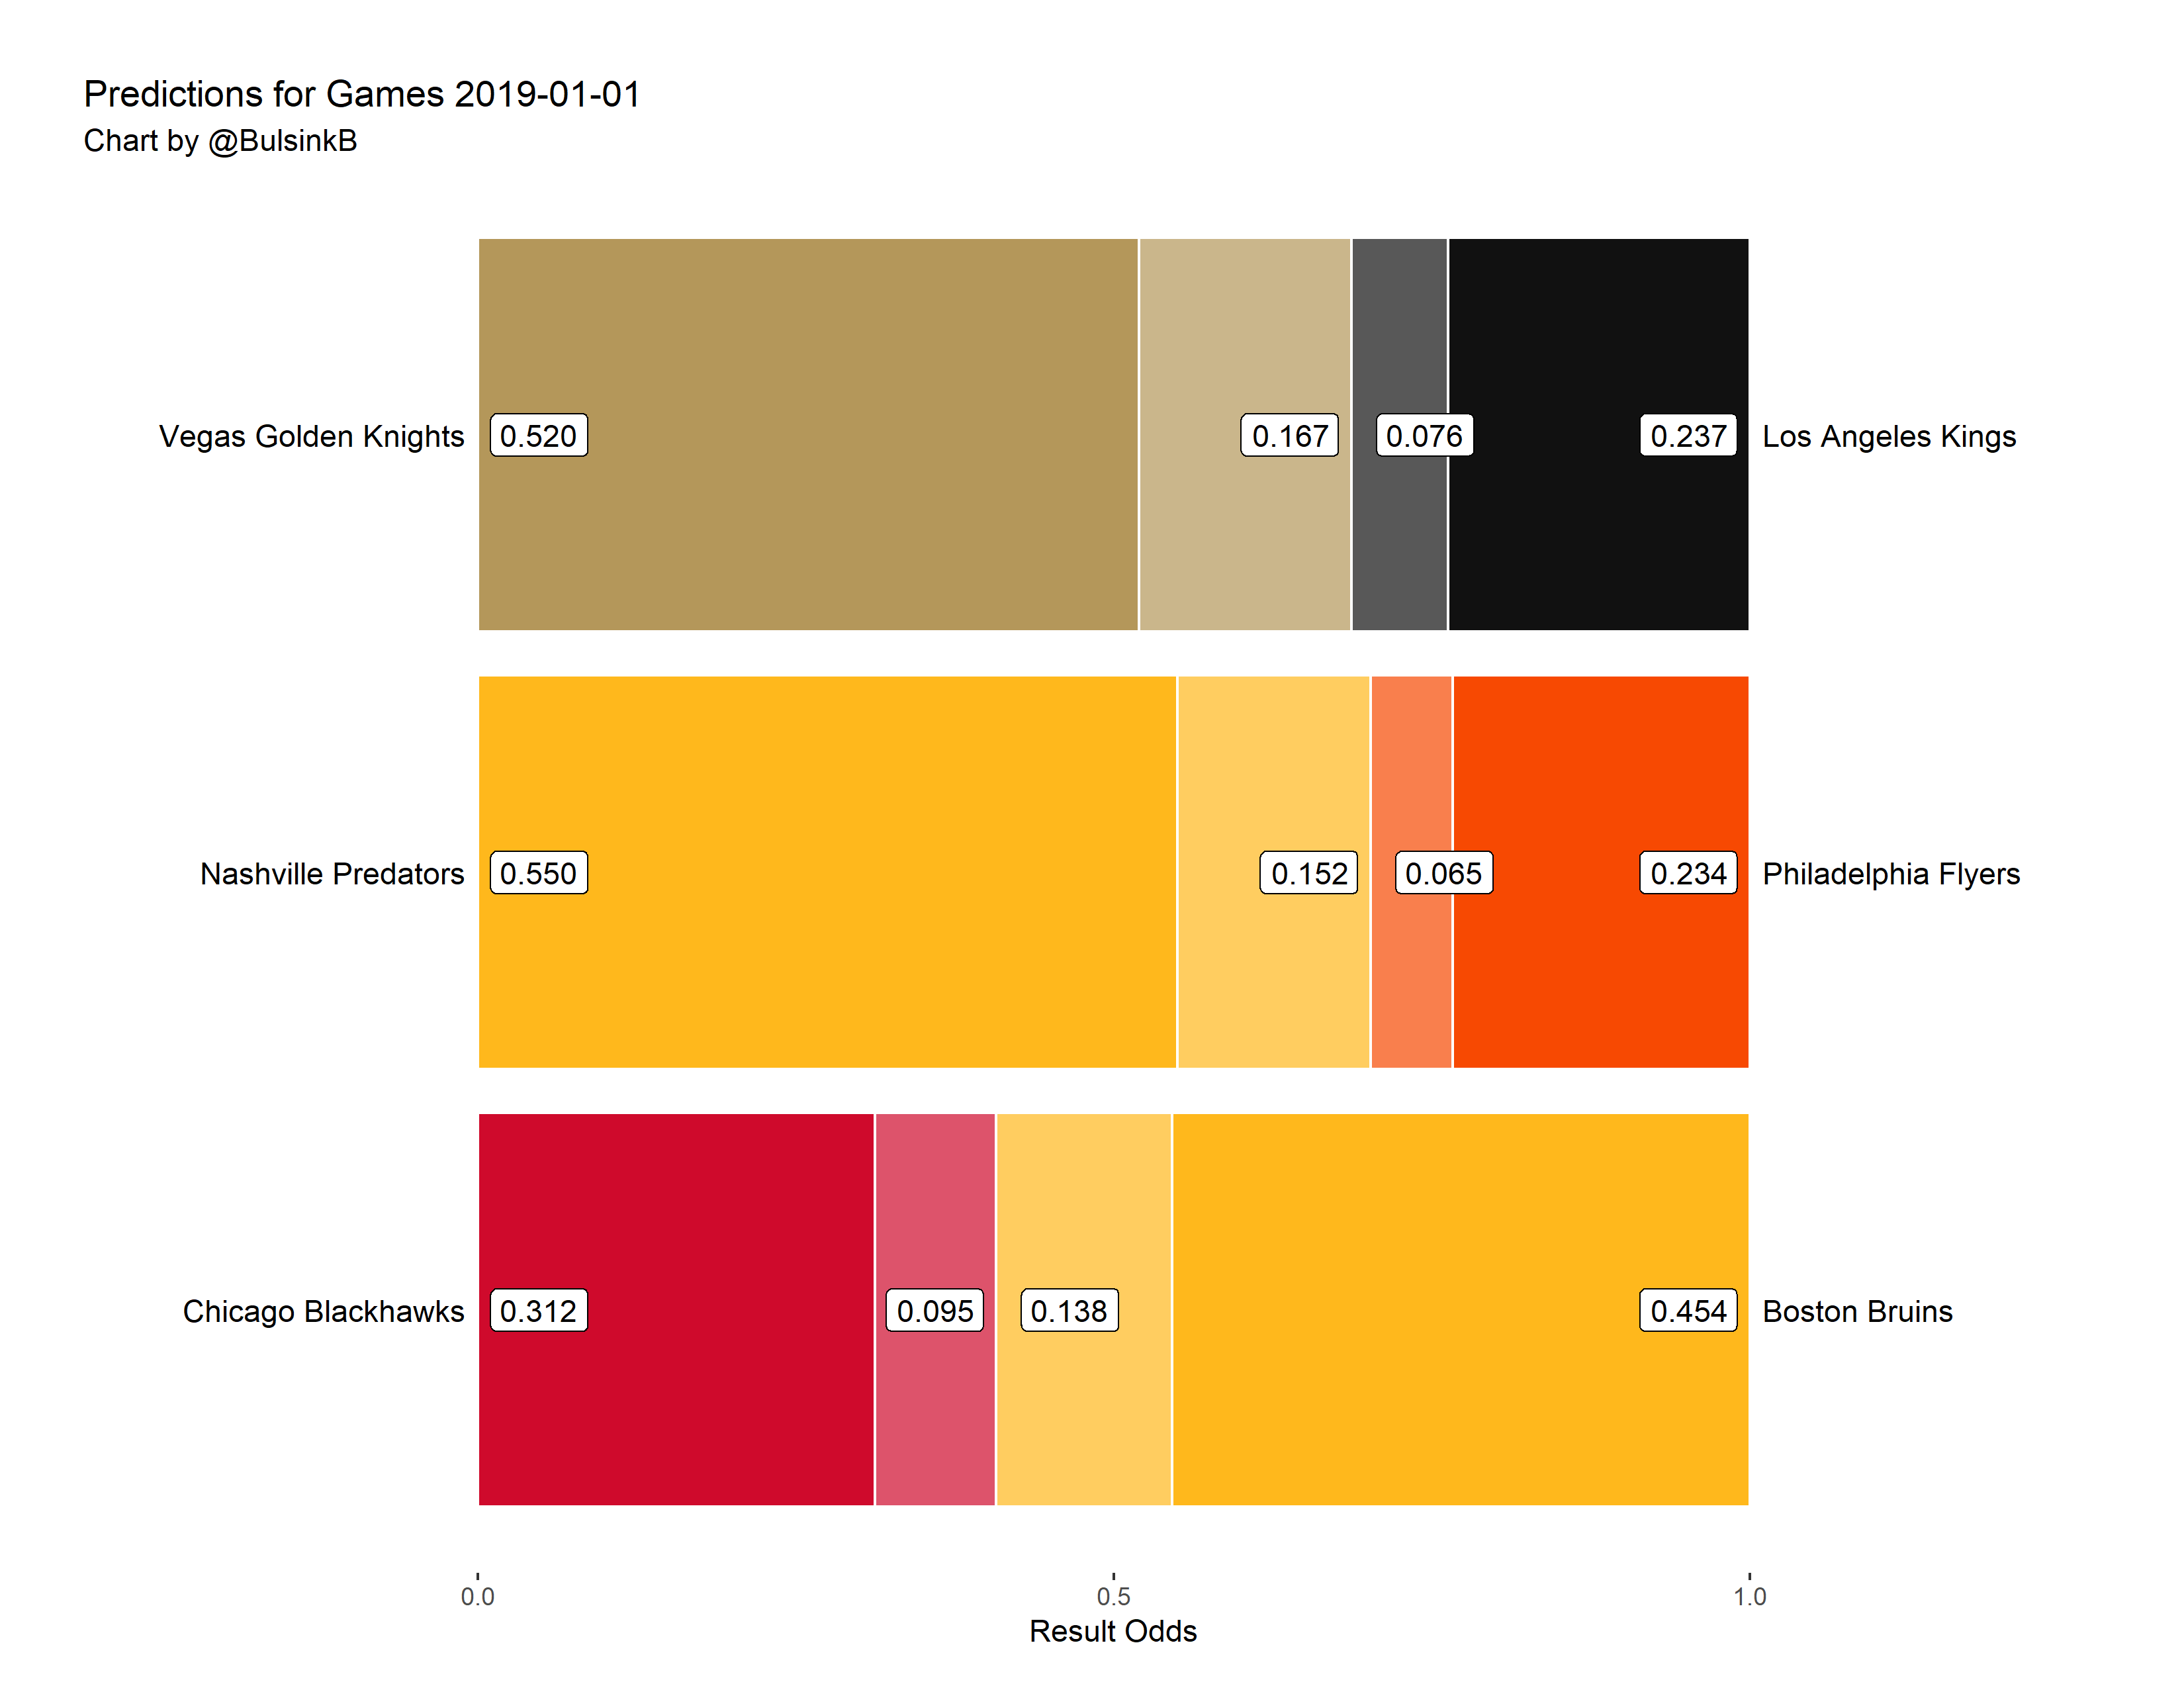 Predictions for Games 2019-01-01
Chart by @BulsinkB
Vegas Golden Knights 0.520 0.167 0.076 0.237 Los Angeles Kings
Nashville Predators 0.550 0.152 0.065 0.234 Philadelphia Flyers
Chicago Blackhawks 0.312 0.095 0.138 0.454 Boston Bruins
0.0 0.5 1.0
Result Odds